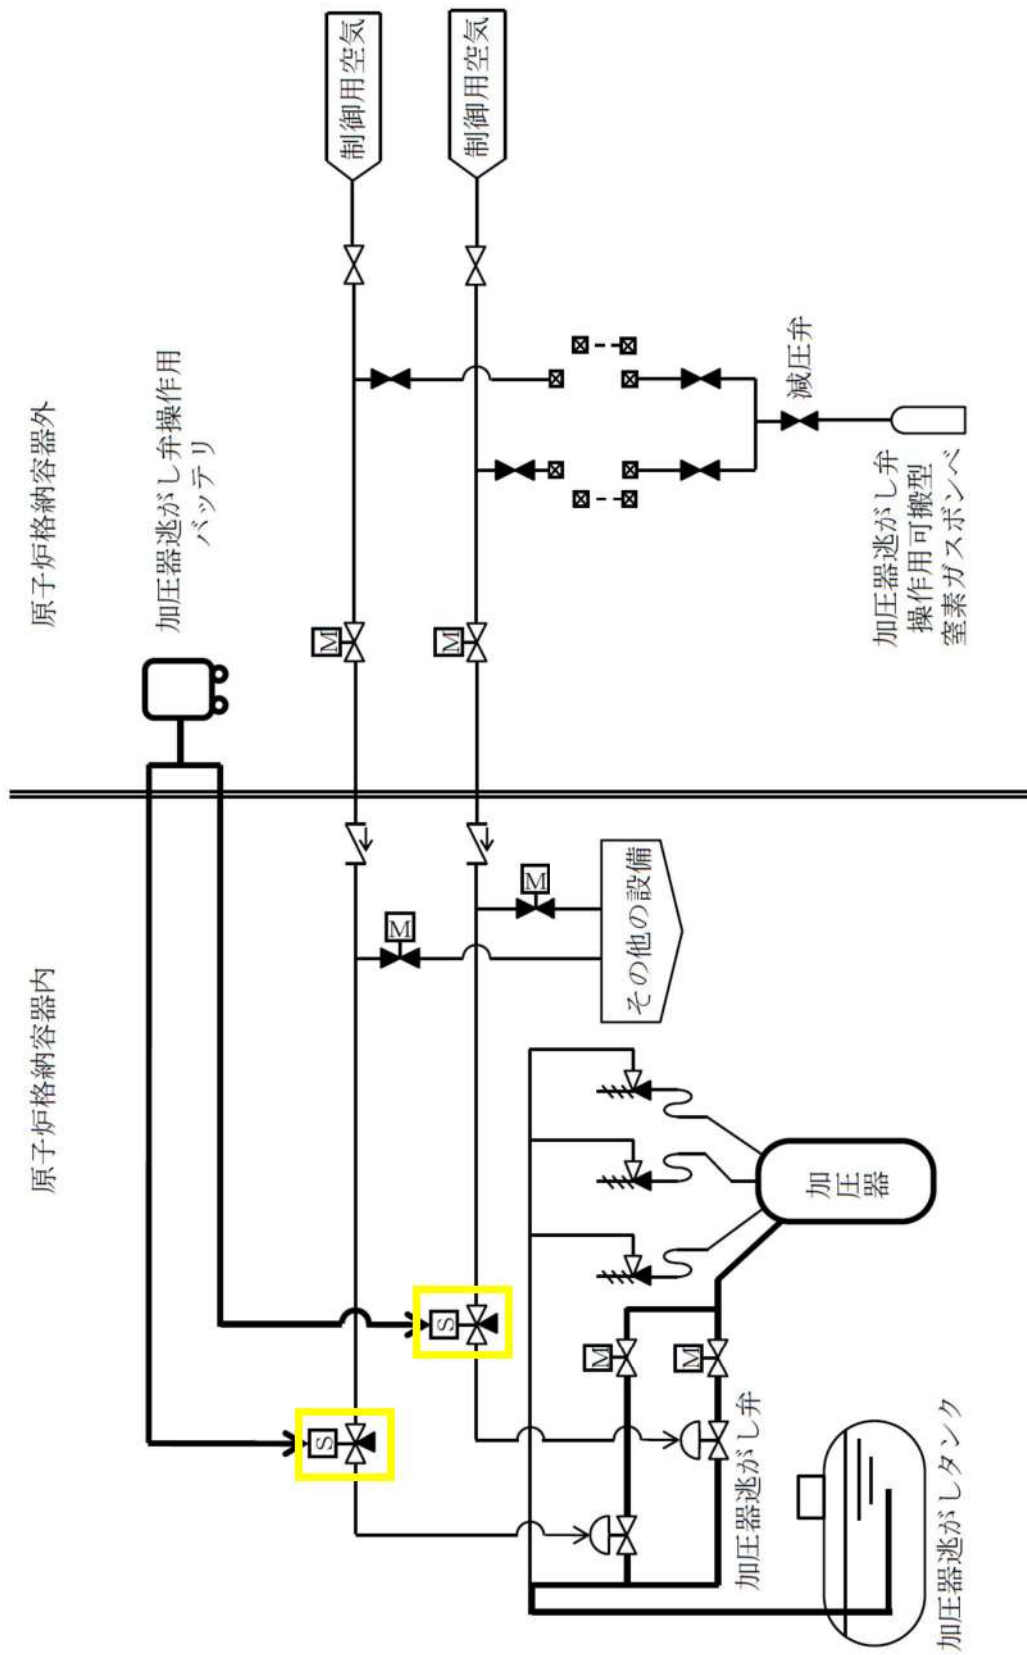 原子炉格納容器内
原子炉格納容器外
加圧器逃がし弁操作用
バッテリ
制御用空気
制御用空気
M
M
M
M
その他の設備
減圧弁
加圧器逃がし弁
操作用可搬型
窒素ガスボンベ
S
S
M
M
加圧器
加圧器逃がし弁
加圧器逃がしタンク